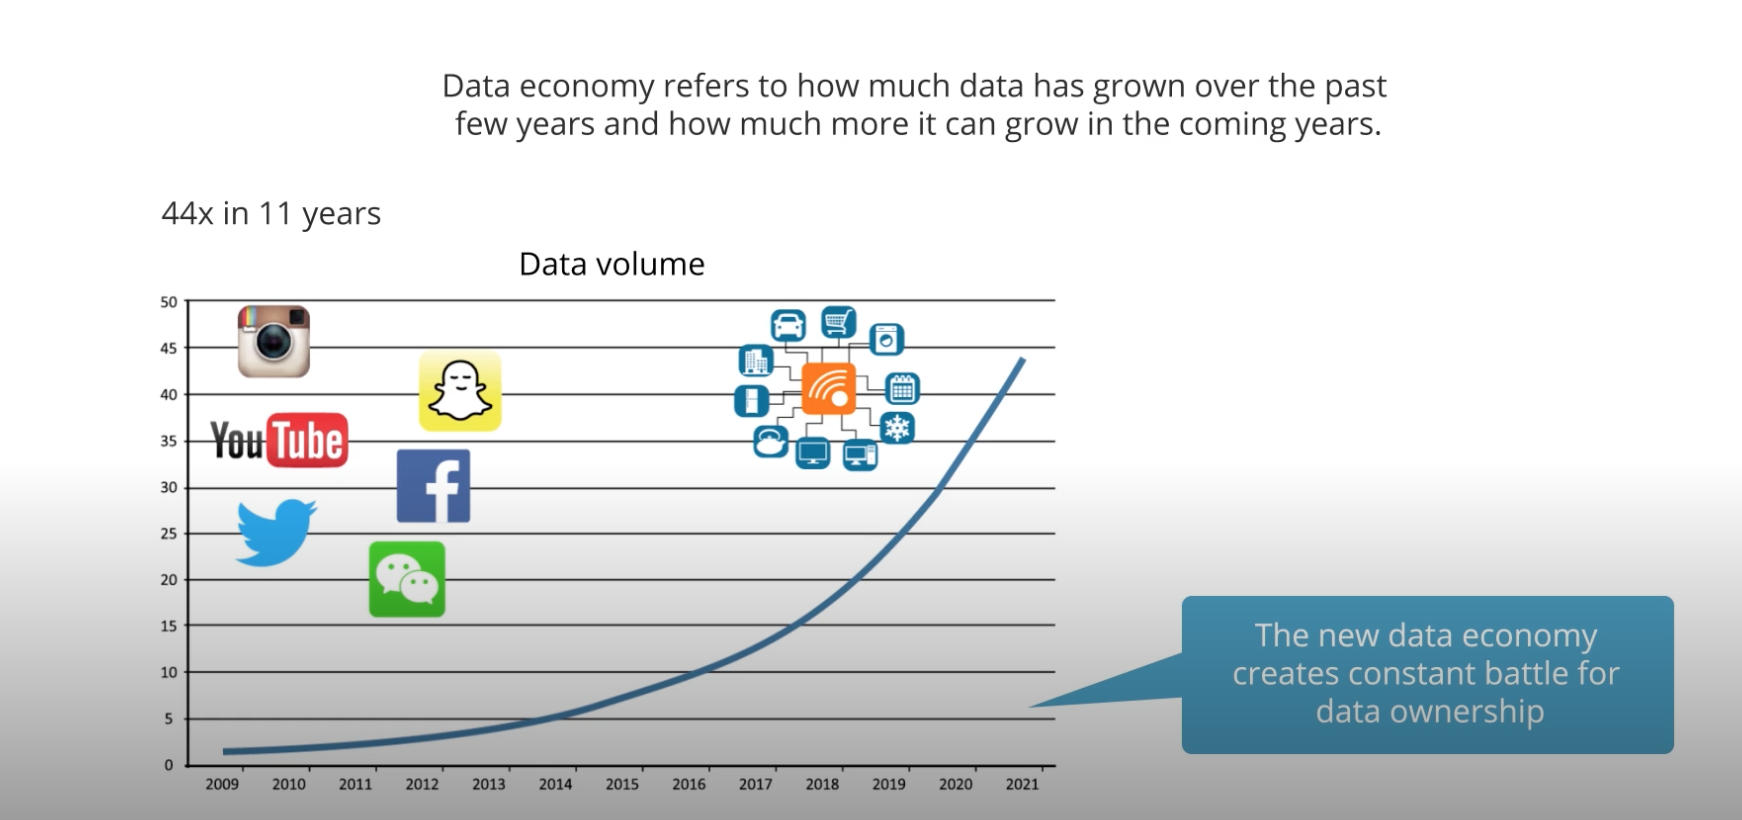 Data economy refers to how much data has grown over the past
few years and how much more it can grow in the coming years.
44x in 11 years
Data volume
50
45
40
35
30
25
20
15
10
5
0
YouTube
2009 2010 2011 2012 2013 2014 2015 2016 2017 2018 2019 2020 2021
The new data economy
creates constant battle for
data ownership